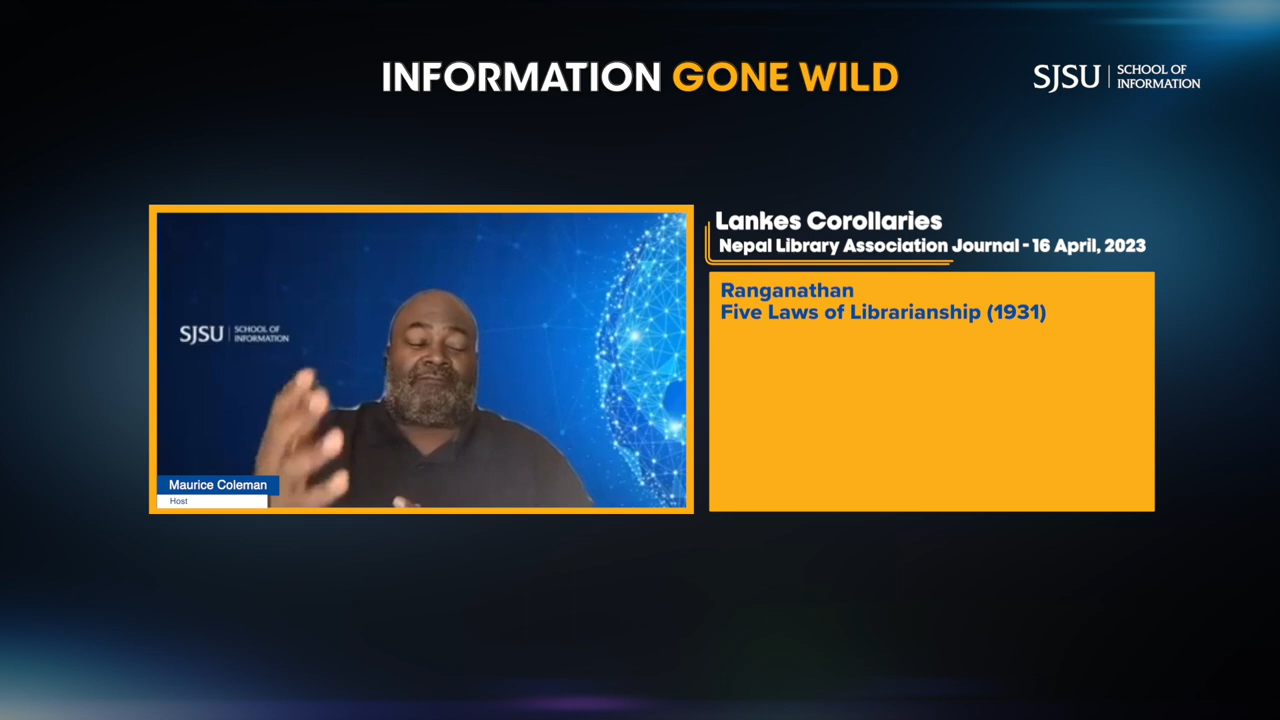 INFORMATION GONE WILD
SJSU | SCHOOL OF
INFORMATION
Lankes Corollaries
Nepal Library Association Journal - 16 April, 2023
Ranganathan
Five Laws of Librarianship (1931)
SJSU | SCHOOL OF
INFORMATION
Maurice Coleman
Host